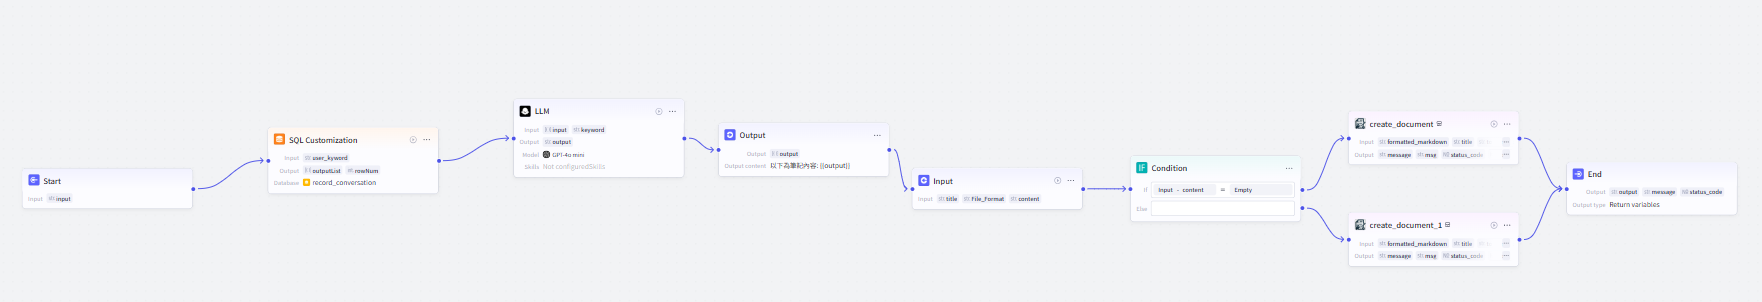 Start
Input input
SQL Customization
Input user_kyword
Output outputList rowNum
Database record_conversation
LLM
Input input keyword
Output output
Model GPT-4o mini
Skills Not configuredSkills
Output
Output output
Output content 以下為筆記內容: {{output}}
Input
Input title File_Format content
Condition
If Input - content = Empty
Else
create_document
Input formatted_markdown title
Output message msg status_code
create_document_1
Input formatted_markdown title
Output message msg status_code
End
Output output message status_code
Output type Return variables